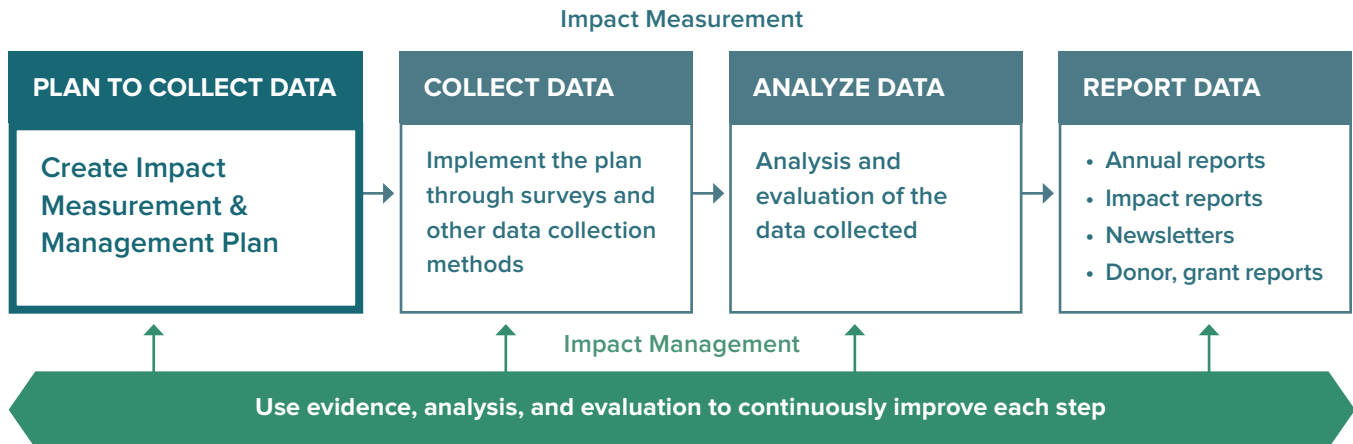 Impact Measurement
PLAN TO COLLECT DATA
Create Impact
Measurement &
Management Plan
COLLECT DATA
Implement the plan
through surveys and
other data collection
methods
ANALYZE DATA
Analysis and
evaluation of the
data collected
REPORT DATA
• Annual reports
• Impact reports
• Newsletters
• Donor, grant reports
Impact Management
Use evidence, analysis, and evaluation to continuously improve each step